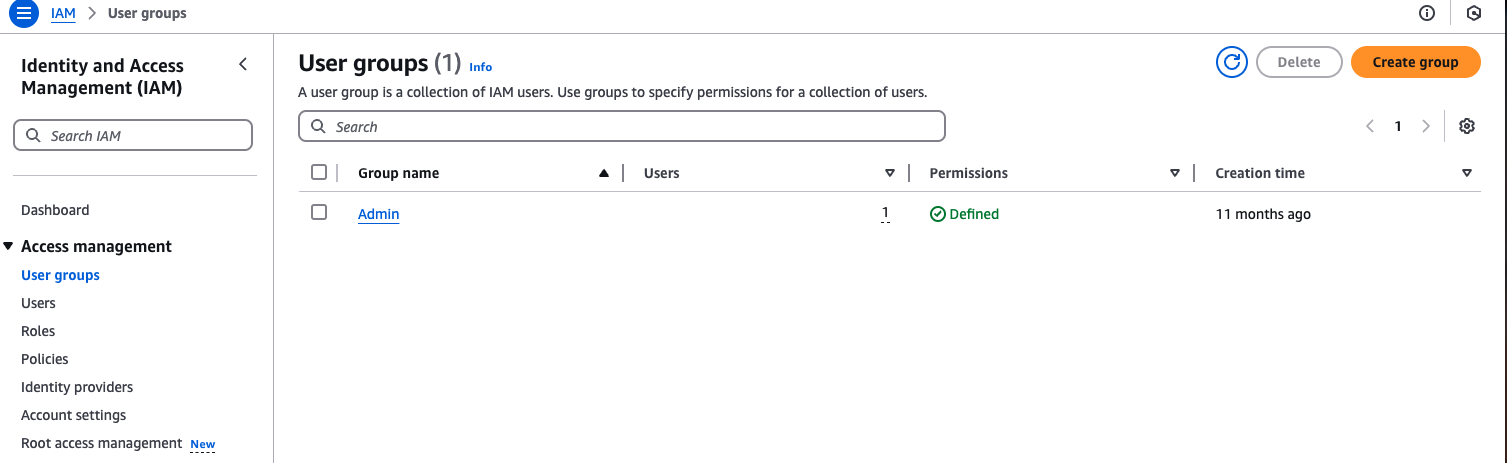 IAM > User groups
Identity and Access
Management (IAM)
Search IAM
Dashboard
Access management
User groups
Users
Roles
Policies
Identity providers
Account settings
Root access management New
User groups (1) Info
Delete
Create group
A user group is a collection of IAM users. Use groups to specify permissions for a collection of users.
Search
1
Group name Users Permissions Creation time
Admin 1 Defined 11 months ago